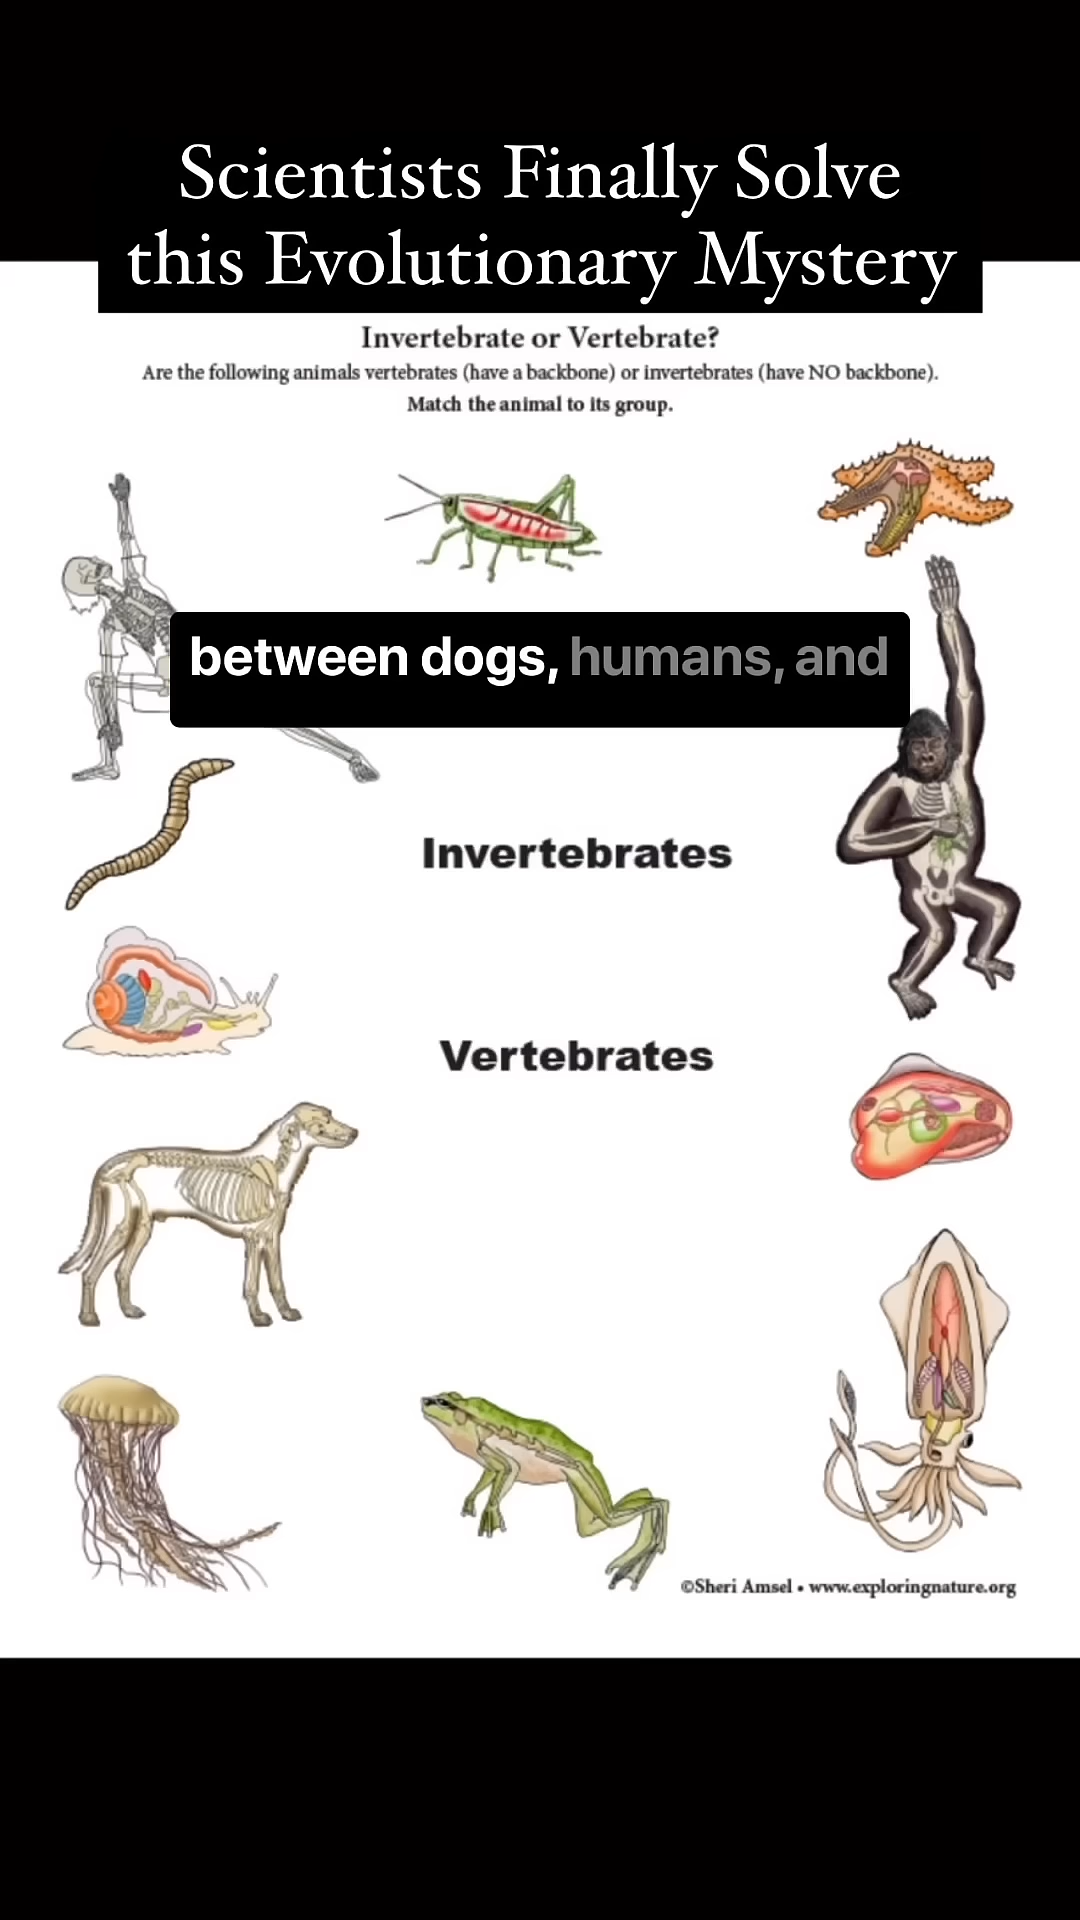 Scientists Finally Solve
this Evolutionary Mystery
Invertebrate or Vertebrate?
Are the following animals vertebrates (have a backbone) or invertebrates (have NO backbone).
Match the animal to its group.
between dogs, humans, and
Invertebrates
Vertebrates
©Sheri Amsel • www.exploringnature.org